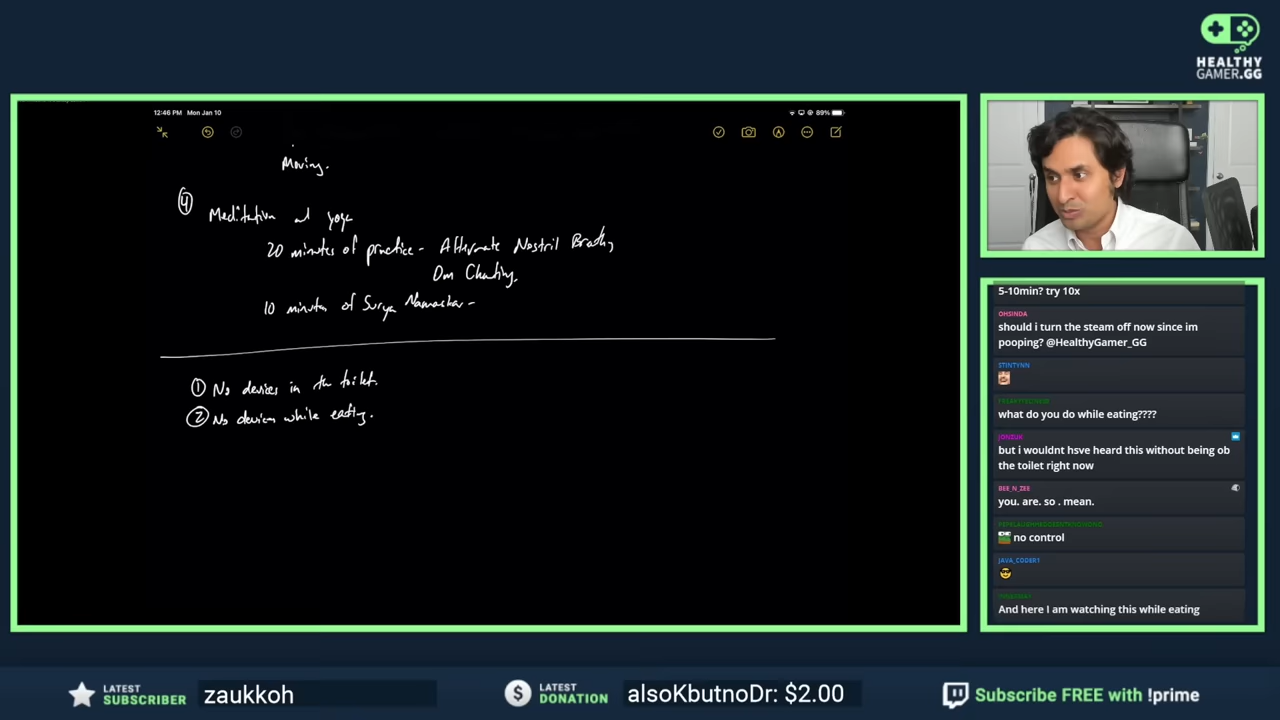 HEALTHY
GAMER.GG
12:46 PM Mon Jan 10
89%
Moving.
4
Meditation and yoga
20 minutes of practice - Alternate Nostril Breath,
Om Chanting.
10 minutes of Surya Namaskar -
1 No devices in the toilet.
2 No devices while eating.
5-10min? try 10x
OHSINDA
should i turn the steam off now since im
pooping? @HealthyGamer_GG
STINTYNN
what do you do while eating????
JONZUK
but i wouldnt hsve heard this without being ob
the toilet right now
BEE_N_ZEE
you. are. so . mean.
no control
JAVA_CODER1
And here I am watching this while eating
LATEST
SUBSCRIBER
zaukkoh
$
LATEST
DONATION
alsoKbutnoDr: $2.00
Subscribe FREE with !prime